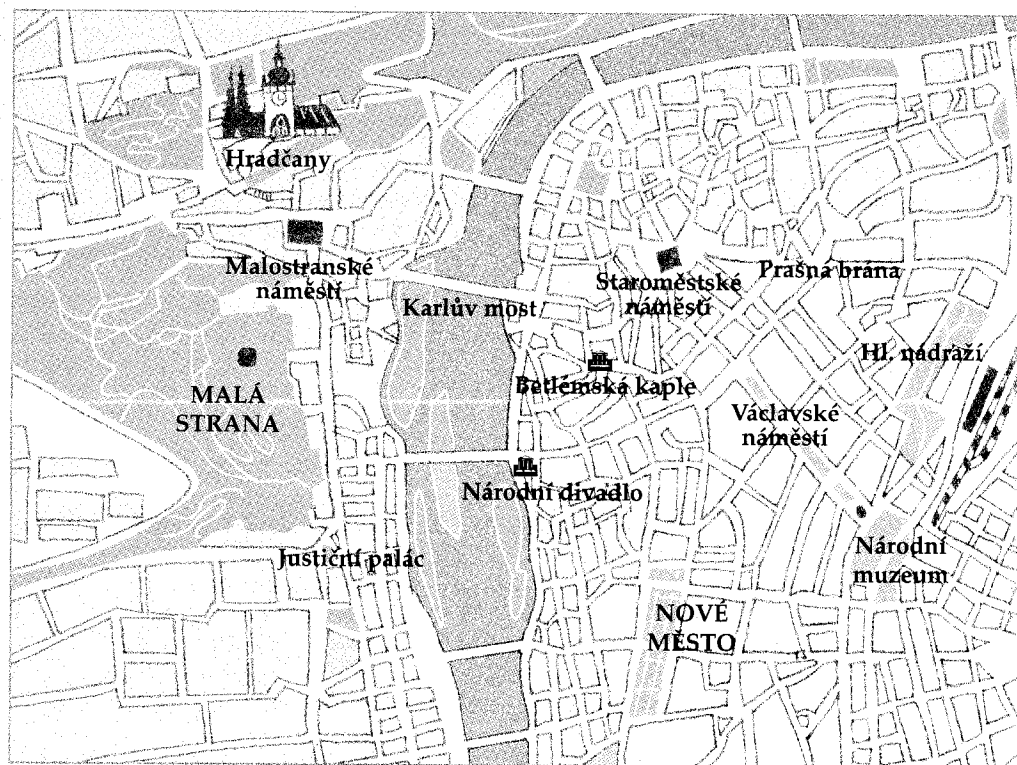 Hradčany
Malostranské
náměstí
Karlův most
Staroměstské
náměstí
Prašná brána
Hl. nádraží
Betlémská kaple
MALÁ
STRANA
Václavské
náměstí
Národní divadlo
Justiční palác
Národní
muzeum
NOVÉ
MĚSTO